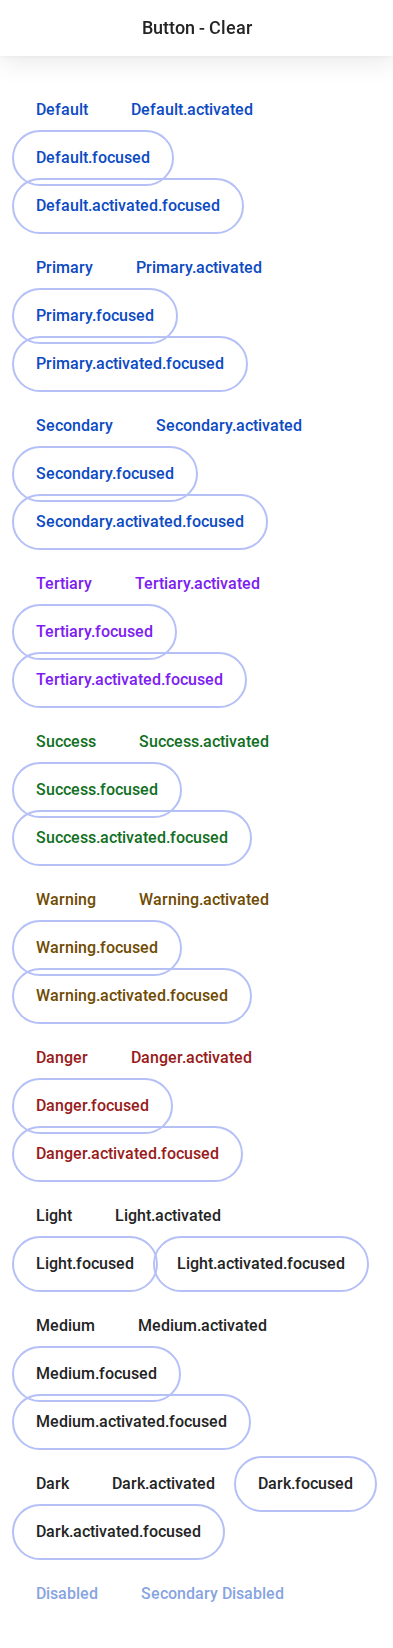 Button - Clear
Default Default.activated
Default.focused
Default.activated.focused
Primary Primary.activated
Primary.focused
Primary.activated.focused
Secondary Secondary.activated
Secondary.focused
Secondary.activated.focused
Tertiary Tertiary.activated
Tertiary.focused
Tertiary.activated.focused
Success Success.activated
Success.focused
Success.activated.focused
Warning Warning.activated
Warning.focused
Warning.activated.focused
Danger Danger.activated
Danger.focused
Danger.activated.focused
Light Light.activated
Light.focused Light.activated.focused
Medium Medium.activated
Medium.focused
Medium.activated.focused
Dark Dark.activated Dark.focused
Dark.activated.focused
Disabled Secondary Disabled